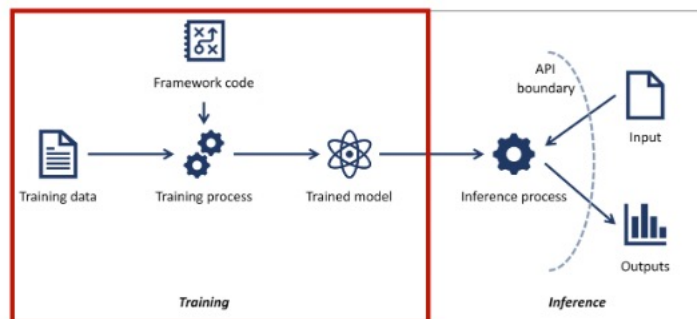 Framework code
API
boundary
Input
Training data
Training process
Trained model
Inference process
Outputs
Training
Inference